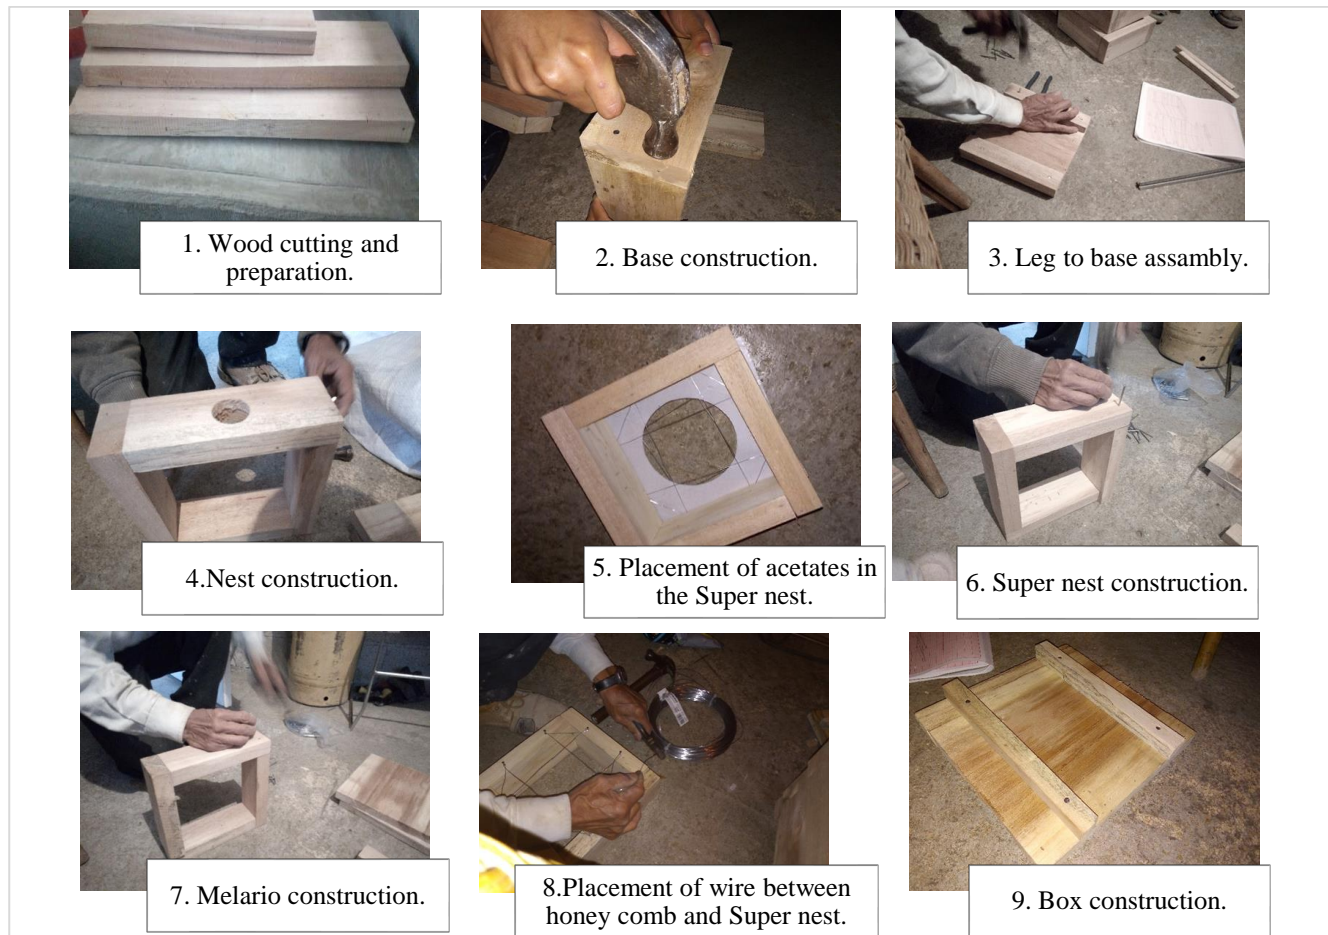 1. Wood cutting and
preparation.
2. Base construction.
3. Leg to base assambly.
4.Nest construction.
5. Placement of acetates in
the Super nest.
6. Super nest construction.
7. Melario construction.
8.Placement of wire between
honey comb and Super nest.
9. Box construction.